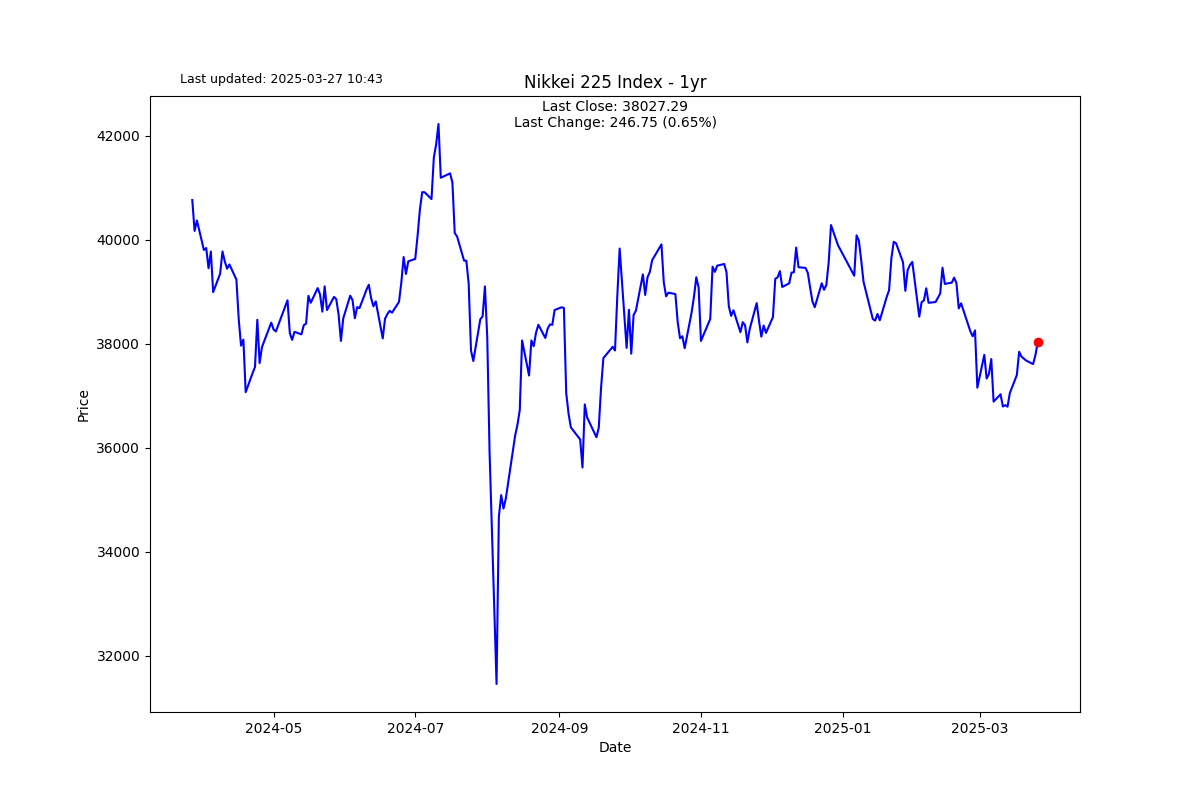 Last updated: 2025-03-27 10:43
Nikkei 225 Index - 1yr
Last Close: 38027.29
Last Change: 246.75 (0.65%)
42000
40000
38000
36000
34000
32000
Price
2024-05
2024-07
2024-09
2024-11
2025-01
2025-03
Date